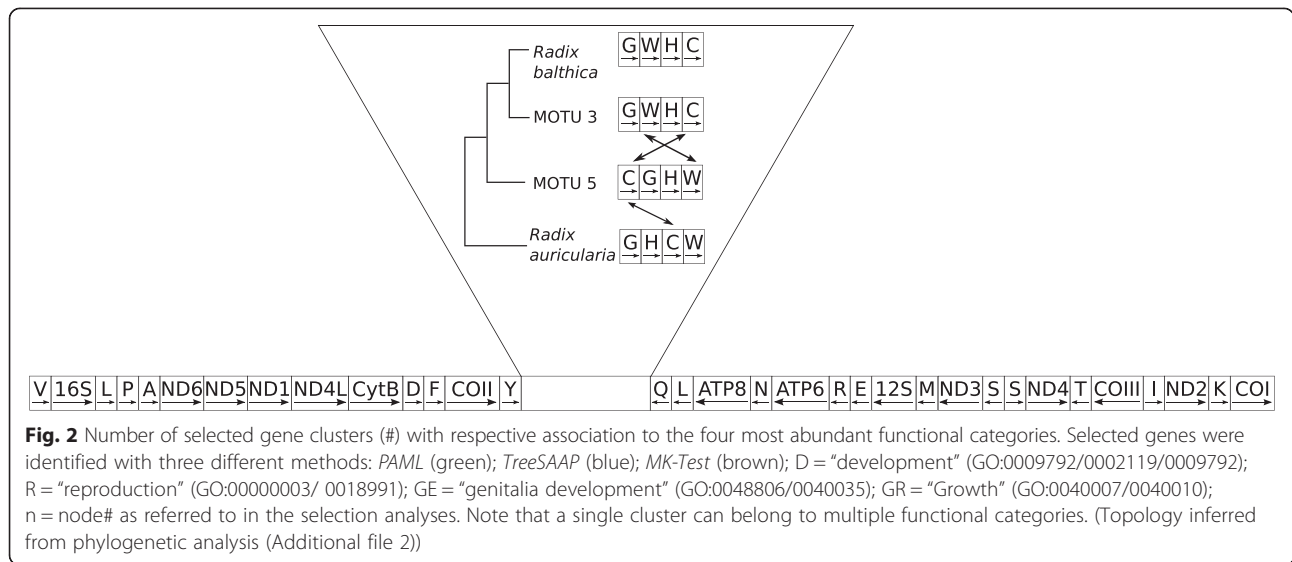 Radix
balthica
G W H C
MOTU 3
G W H C
MOTU 5
C G H W
Radix
auricularia
G H C W
V 16S L P A ND6 ND5 ND1 ND4L CytB D F COII Y Q L ATP8 N ATP6 R E 12S M ND3 S S ND4 T COIII I ND2 K COI
Fig. 2 Number of selected gene clusters (#) with respective association to the four most abundant functional categories. Selected genes were
identified with three different methods: PAML (green); TreeSAAP (blue); MK-Test (brown); D = “development” (GO:0009792/0002119/0009792);
R = “reproduction” (GO:00000003/ 0018991); GE = “genitalia development” (GO:0048806/0040035); GR = “Growth” (GO:0040007/0040010);
n = node# as referred to in the selection analyses. Note that a single cluster can belong to multiple functional categories. (Topology inferred
from phylogenetic analysis (Additional file 2))